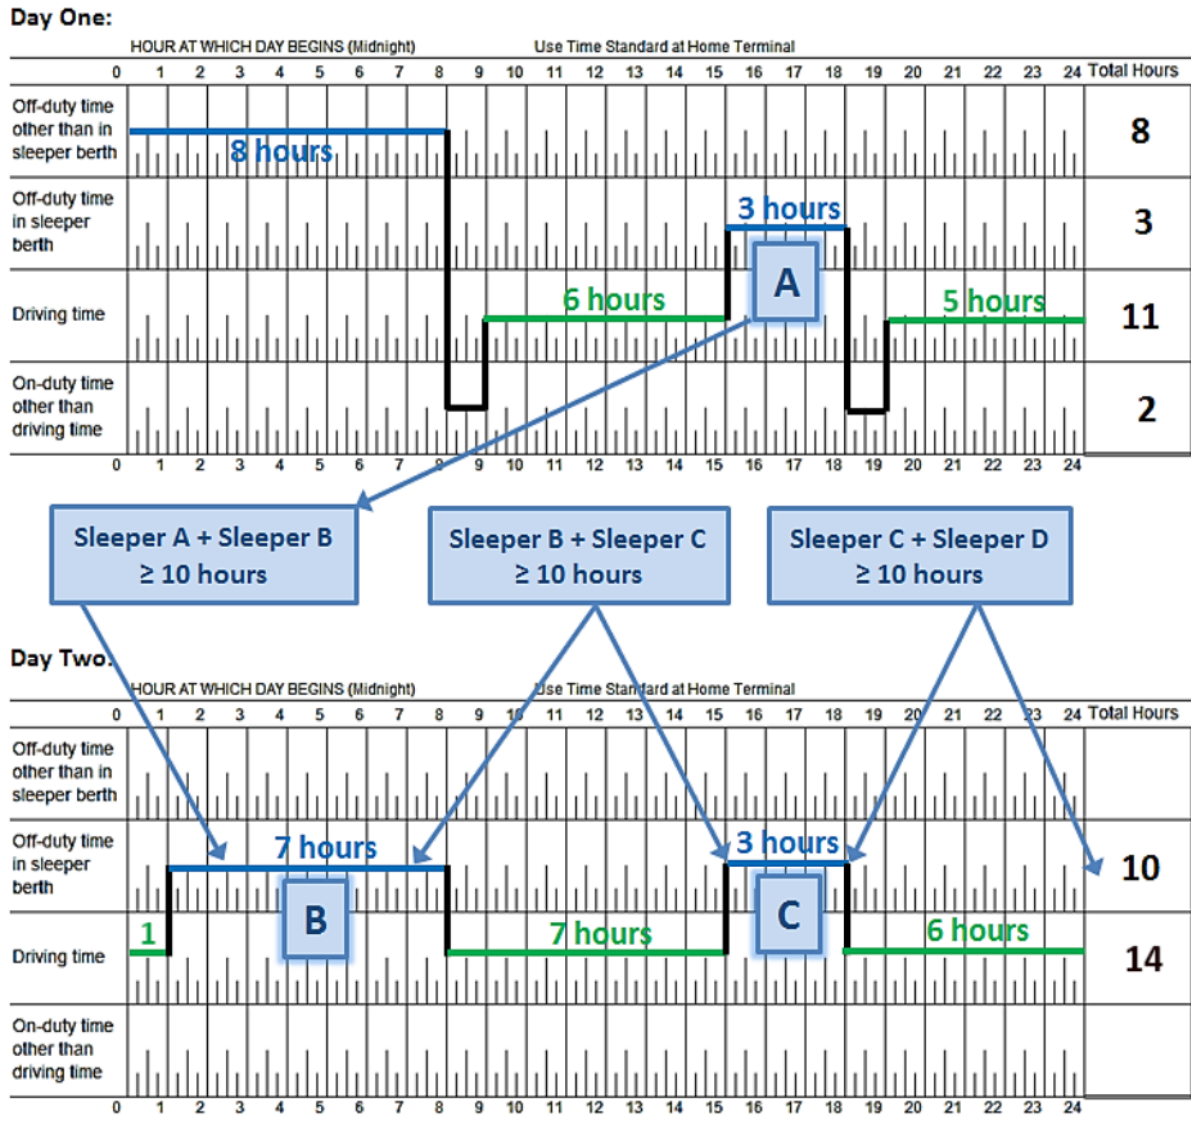 Day One:
HOUR AT WHICH DAY BEGINS (Midnight) Use Time Standard at Home Terminal
0 1 2 3 4 5 6 7 8 9 10 11 12 13 14 15 16 17 18 19 20 21 22 23 24 Total Hours
Off-duty time
other than in
sleeper berth
8 hours
8
Off-duty time
in sleeper
berth
3 hours
3
A
Driving time
6 hours
5 hours
11
On-duty time
other than
driving time
2
0 1 2 3 4 5 6 7 8 9 10 11 12 13 14 15 16 17 18 19 20 21 22 23 24
Sleeper A + Sleeper B
≥ 10 hours
Sleeper B + Sleeper C
≥ 10 hours
Sleeper C + Sleeper D
≥ 10 hours
Day Two:
HOUR AT WHICH DAY BEGINS (Midnight) Use Time Standard at Home Terminal
0 1 2 3 4 5 6 7 8 9 10 11 12 13 14 15 16 17 18 19 20 21 22 23 24 Total Hours
Off-duty time
other than in
sleeper berth
Off-duty time
in sleeper
berth
7 hours
3 hours
10
B
C
Driving time
1
7 hours
6 hours
14
On-duty time
other than
driving time
0 1 2 3 4 5 6 7 8 9 10 11 12 13 14 15 16 17 18 19 20 21 22 23 24